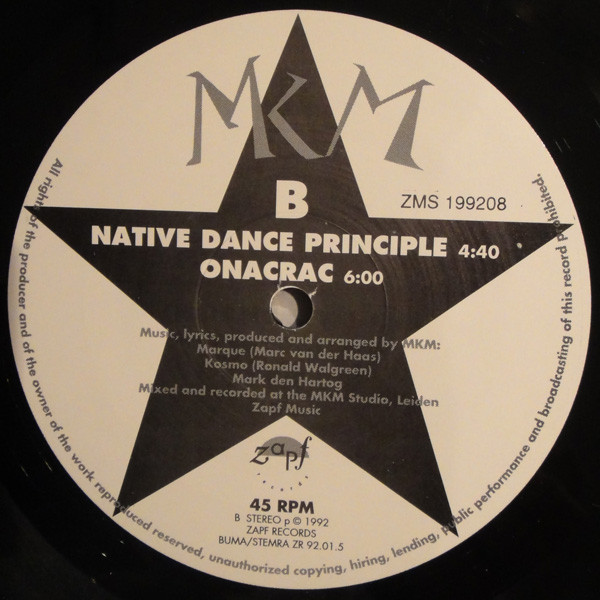 MKM
B
ZMS 199208
NATIVE DANCE PRINCIPLE 4:40
ONACRAC 6:00
Music, lyrics, produced and arranged by MKM:
Marque (Marc van der Haas)
Kosmo (Ronald Walgreen)
Mark den Hartog
Mixed and recorded at the MKM Studio, Leiden
Zapf Music
zapf
45 RPM
B STEREO p © 1992
ZAPF RECORDS
BUMA/STEMRA ZR 92.01.5
All rights of the producer and of the owner of the work reproduced reserved, unauthorized copying, hiring, lending, public performance and broadcasting of this record Prohibited.